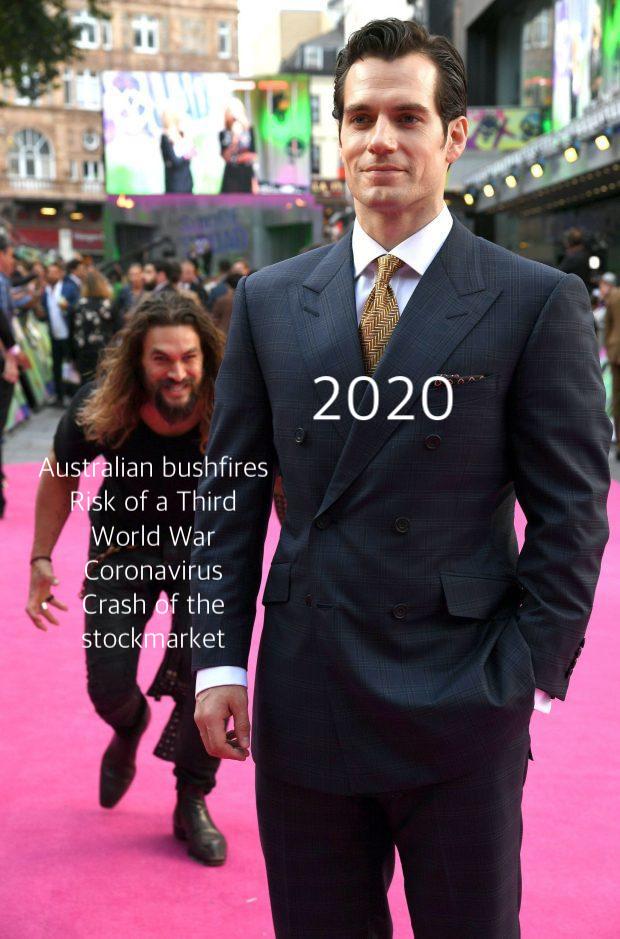 2020
Australian bushfires
Risk of a Third
World War
Coronavirus
Crash of the
stockmarket